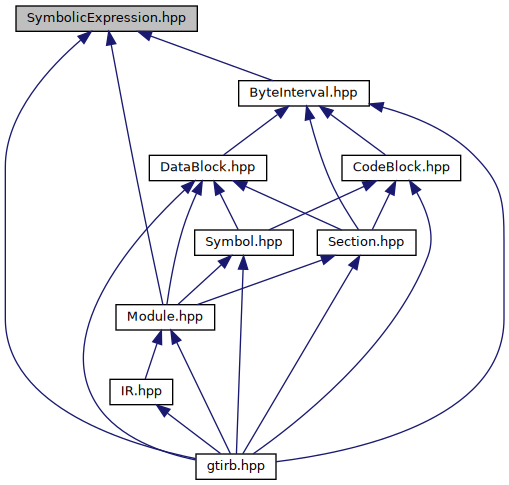 SymbolicExpression.hpp
ByteInterval.hpp
DataBlock.hpp
CodeBlock.hpp
Symbol.hpp
Section.hpp
Module.hpp
IR.hpp
gtirb.hpp